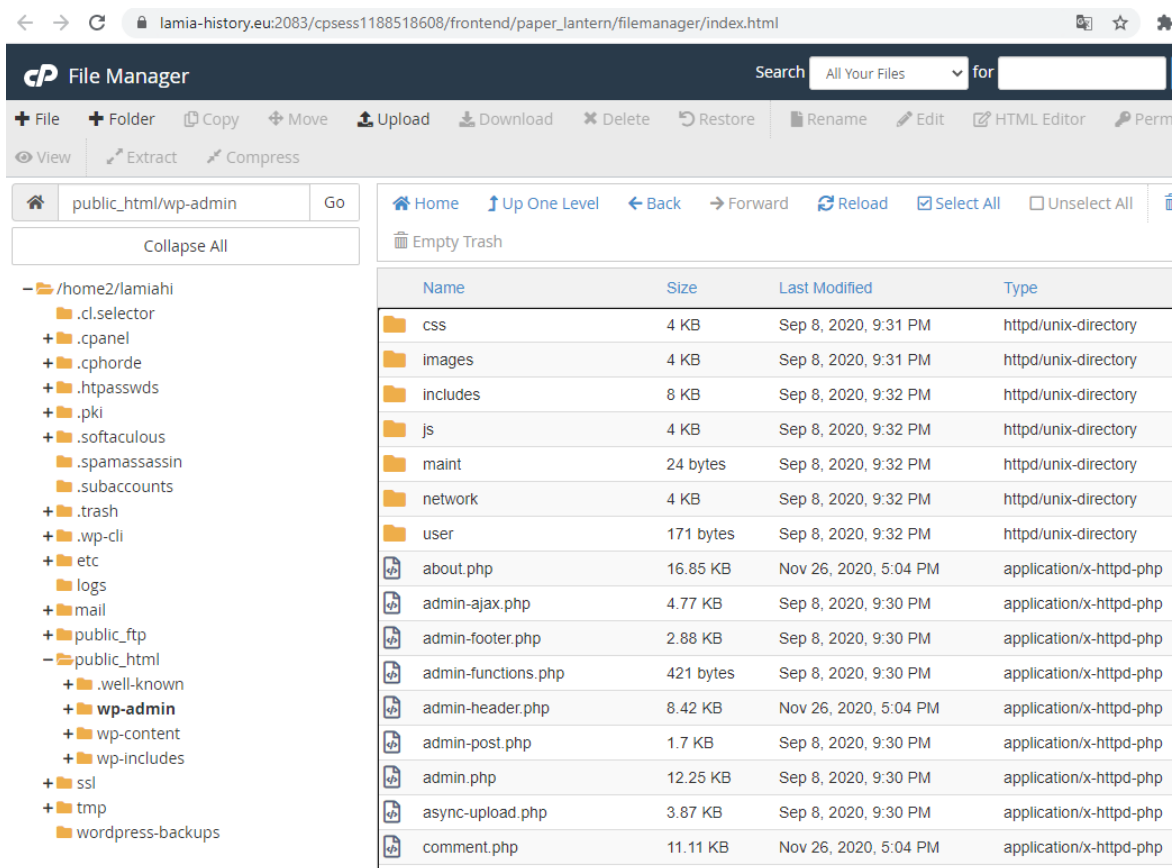 lamia-history.eu:2083/cpsess1188518608/frontend/paper_lantern/filemanager/index.html
cP File Manager
Search All Your Files for
File Folder Copy Move Upload Download Delete Restore Rename Edit HTML Editor Perm
View Extract Compress
public_html/wp-admin Go
Collapse All
/home2/lamiahi
.cl.selector
.cpanel
.cphorde
.htpasswds
.pki
.softaculous
.spamassassin
.subaccounts
.trash
.wp-cli
etc
logs
mail
public_ftp
public_html
.well-known
wp-admin
wp-content
wp-includes
ssl
tmp
wordpress-backups
Home Up One Level Back Forward Reload Select All Unselect All
Empty Trash
Name Size Last Modified Type
css 4 KB Sep 8, 2020, 9:31 PM httpd/unix-directory
images 4 KB Sep 8, 2020, 9:31 PM httpd/unix-directory
includes 8 KB Sep 8, 2020, 9:32 PM httpd/unix-directory
js 4 KB Sep 8, 2020, 9:32 PM httpd/unix-directory
maint 24 bytes Sep 8, 2020, 9:32 PM httpd/unix-directory
network 4 KB Sep 8, 2020, 9:32 PM httpd/unix-directory
user 171 bytes Sep 8, 2020, 9:32 PM httpd/unix-directory
about.php 16.85 KB Nov 26, 2020, 5:04 PM application/x-httpd-php
admin-ajax.php 4.77 KB Sep 8, 2020, 9:30 PM application/x-httpd-php
admin-footer.php 2.88 KB Sep 8, 2020, 9:30 PM application/x-httpd-php
admin-functions.php 421 bytes Sep 8, 2020, 9:30 PM application/x-httpd-php
admin-header.php 8.42 KB Nov 26, 2020, 5:04 PM application/x-httpd-php
admin-post.php 1.7 KB Sep 8, 2020, 9:30 PM application/x-httpd-php
admin.php 12.25 KB Sep 8, 2020, 9:30 PM application/x-httpd-php
async-upload.php 3.87 KB Sep 8, 2020, 9:30 PM application/x-httpd-php
comment.php 11.11 KB Nov 26, 2020, 5:04 PM application/x-httpd-php